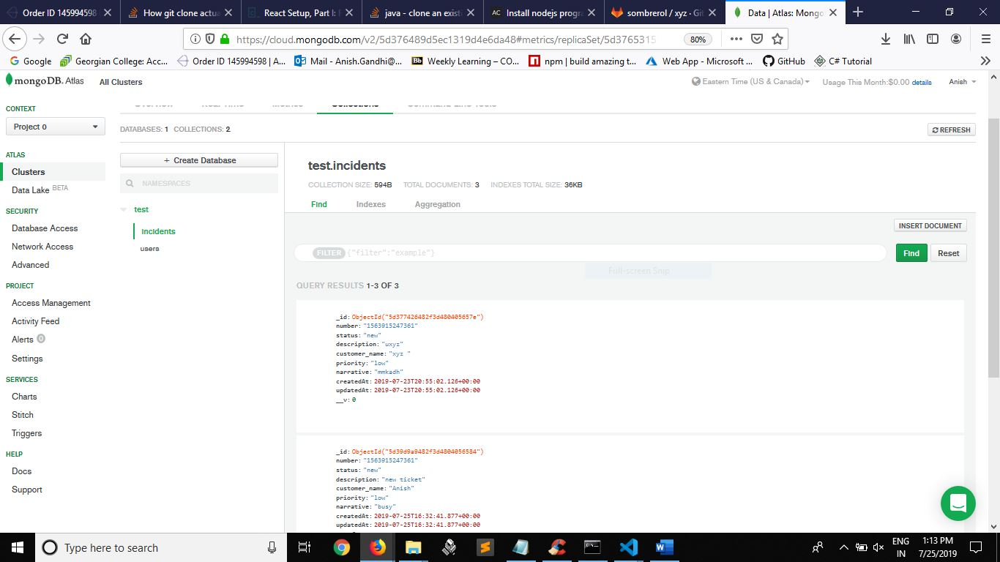 Order ID 145994598
How git clone actua
React Setup, Part I: F
java - clone an existi
AC Install nodejs progra
sombrerol / xyz - Git
Data | Atlas: Mongo
https://cloud.mongodb.com/v2/5d376489d5ec1319d4e6da48#metrics/replicaSet/5d3765315 80%
Google Georgian College: Acc... Order ID 145994598 | A... Mail - Anish.Gandhi@... Bb Weekly Learning – CO... npm | build amazing t... Web App - Microsoft ... GitHub C# Tutorial
mongoDB. Atlas All Clusters Eastern Time (US & Canada) Usage This Month:$0.00 details Anish
CONTEXT
Project 0
ATLAS
Clusters
Data Lake BETA
SECURITY
Database Access
Network Access
Advanced
PROJECT
Access Management
Activity Feed
Alerts 0
Settings
SERVICES
Charts
Stitch
Triggers
HELP
Docs
Support
Collections
Command Line Tools
DATABASES: 1 COLLECTIONS: 2
REFRESH
+ Create Database
NAMESPACES
test
incidents
users
test.incidents
COLLECTION SIZE: 594B TOTAL DOCUMENTS: 3 INDEXES TOTAL SIZE: 36KB
Find Indexes Aggregation
INSERT DOCUMENT
FILTER {"filter":"example"}
Find Reset
Full-screen Snip
QUERY RESULTS 1-3 OF 3
_id: ObjectId("5d377426482f3d480405657e")
number: "1563915247361"
status: "new"
description: "uxyz"
customer_name: "xyz "
priority: "low"
narrative: "mmkadh"
createdAt: 2019-07-23T20:55:02.126+00:00
updatedAt: 2019-07-23T20:55:02.126+00:00
__v: 0
_id: ObjectId("5d39d9a9482f3d4804056584")
number: "1563915247361"
status: "new"
description: "new ticket"
customer_name: "Anish"
priority: "low"
narrative: "busy"
createdAt: 2019-07-25T16:32:41.877+00:00
updatedAt: 2019-07-25T16:32:41.877+00:00
Type here to search
ENG
IN
1:13 PM
7/25/2019